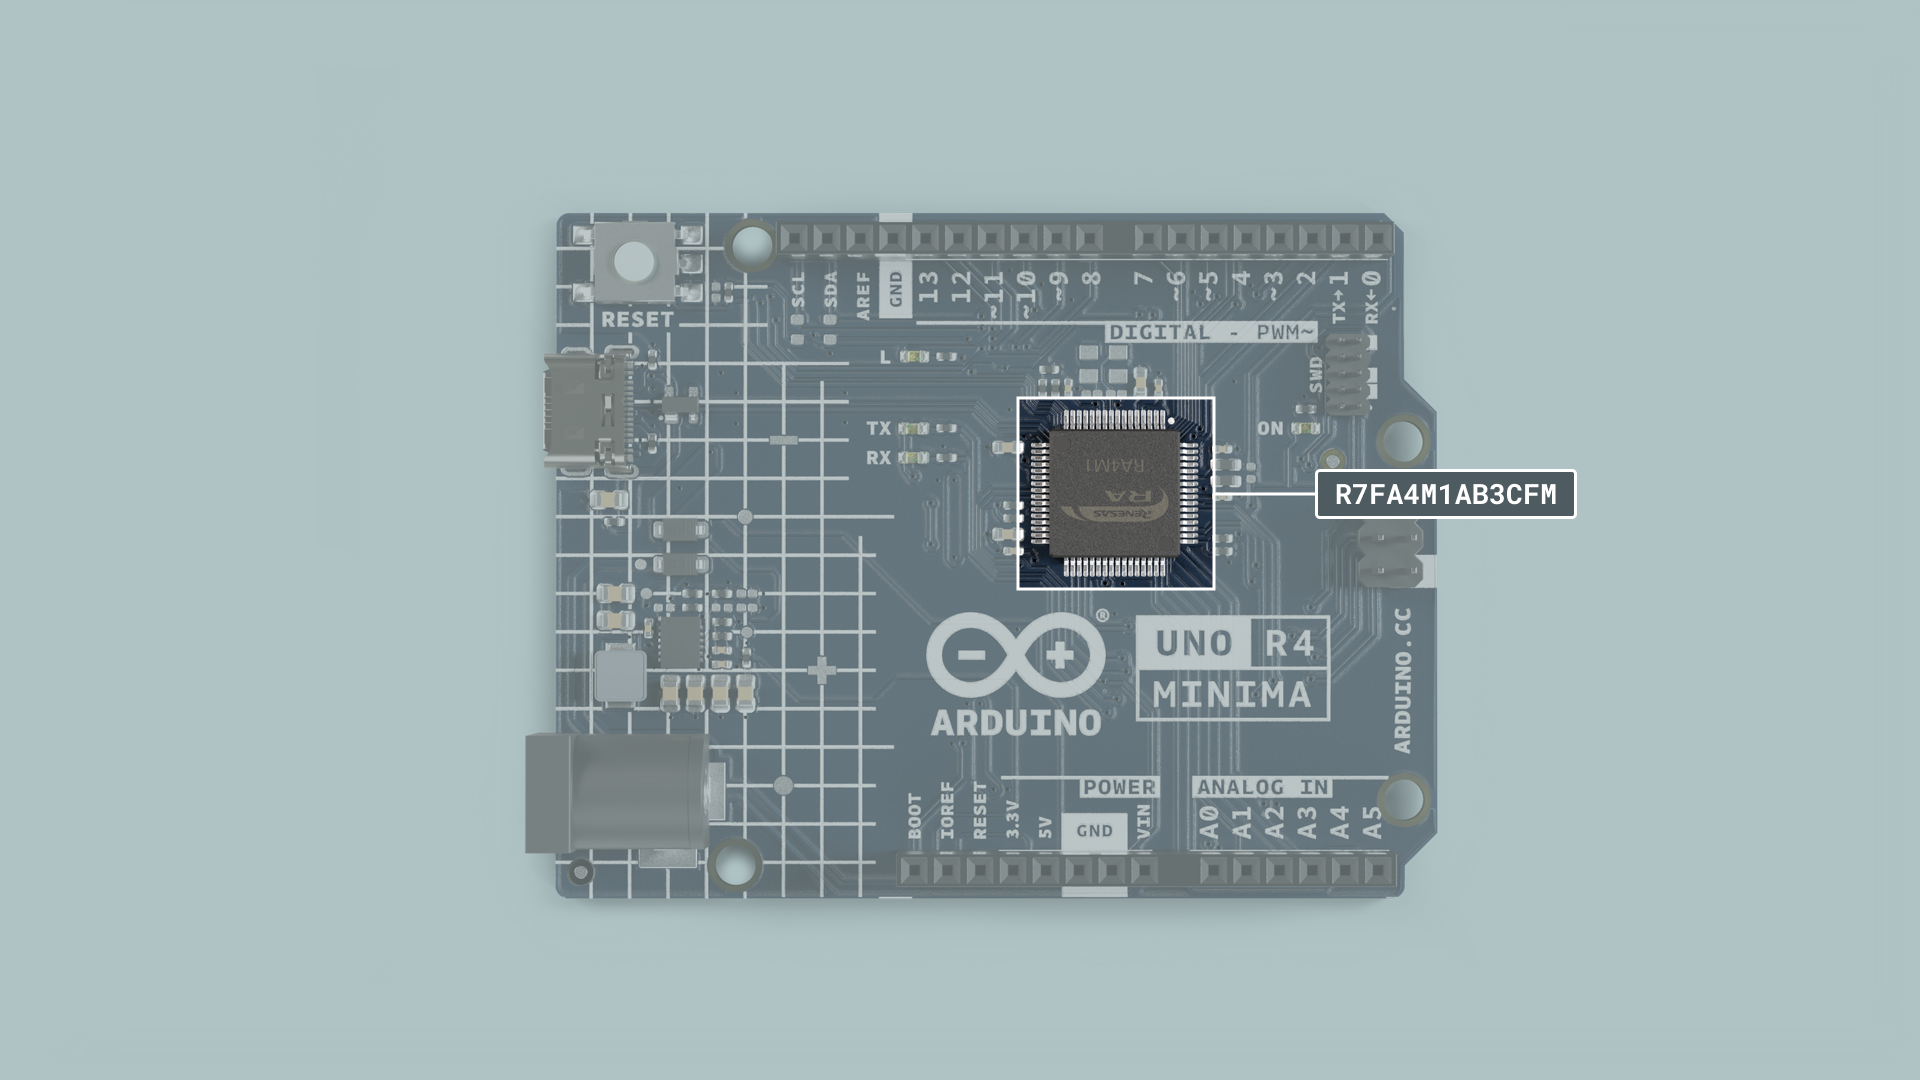 RESET
SCL
SDA
AREF
GND
13
12
~11
~10
~9
8
7
~6
~5
4
~3
2
TX→1
RX←0
DIGITAL - PWM~
L
TX
RX
SWD
ON
RA4M1
RA
RENESAS
R7FA4M1AB3CFM
®
UNO R4
MINIMA
ARDUINO
ARDUINO.CC
POWER
ANALOG IN
BOOT
IOREF
RESET
3.3V
5V
GND
VIN
A0
A1
A2
A3
A4
A5